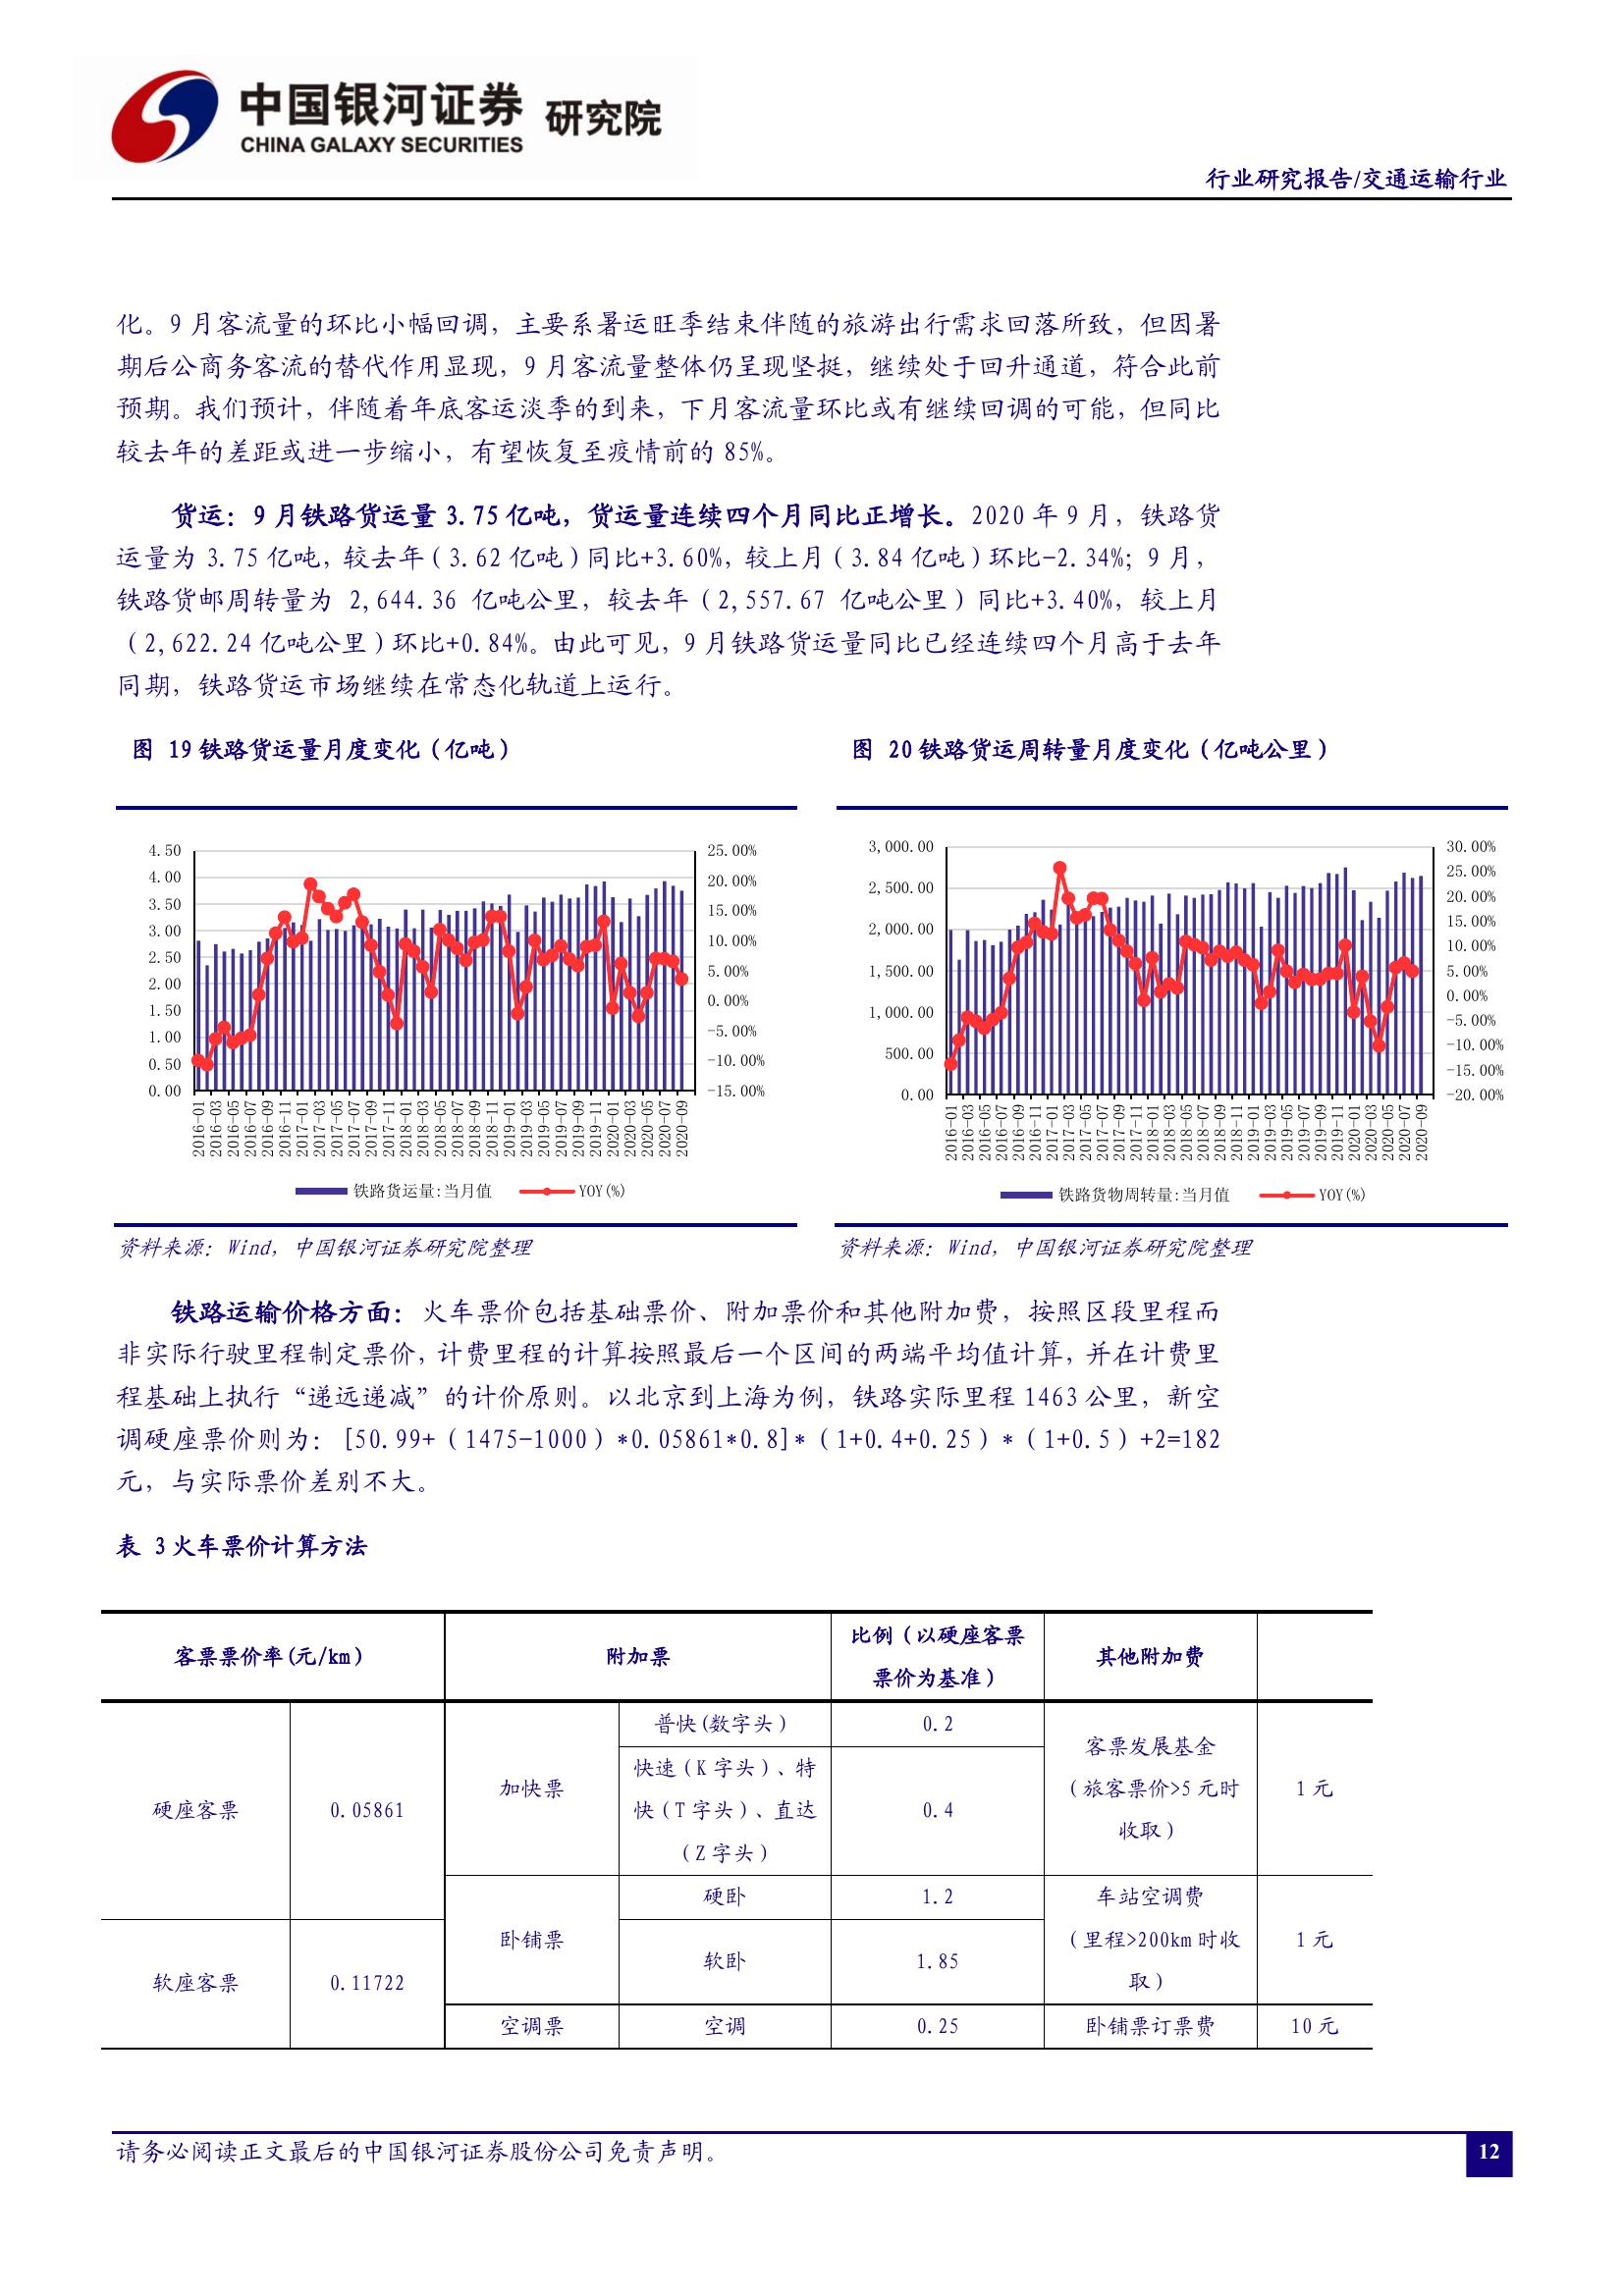 中国银河证券 研究院
CHINA GALAXY SECURITIES
行业研究报告/交通运输行业
化。9 月客流量的环比小幅回调，主要系暑运旺季结束伴随的旅游出行需求回落所致，但因暑
期后公商务客流的替代作用显现，9 月客流量整体仍呈现坚挺，继续处于回升通道，符合此前
预期。我们预计，伴随着年底客运淡季的到来，下月客流量环比或有继续回调的可能，但同比
较去年的差距或进一步缩小，有望恢复至疫情前的 85%。
货运：9 月铁路货运量 3.75 亿吨，货运量连续四个月同比正增长。2020 年 9 月，铁路货
运量为 3.75 亿吨，较去年（3.62 亿吨）同比+3.60%，较上月（3.84 亿吨）环比-2.34%；9 月，
铁路货邮周转量为 2,644.36 亿吨公里，较去年（2,557.67 亿吨公里）同比+3.40%，较上月
（2,622.24 亿吨公里）环比+0.84%。由此可见，9 月铁路货运量同比已经连续四个月高于去年
同期，铁路货运市场继续在常态化轨道上运行。
图 19 铁路货运量月度变化（亿吨）
4.50
4.00
3.50
3.00
2.50
2.00
1.50
1.00
0.50
0.00
25.00%
20.00%
15.00%
10.00%
5.00%
0.00%
-5.00%
-10.00%
-15.00%
2016-01 2016-03 2016-05 2016-07 2016-09 2016-11 2017-01 2017-03 2017-05 2017-07 2017-09 2017-11 2018-01 2018-03 2018-05 2018-07 2018-09 2018-11 2019-01 2019-03 2019-05 2019-07 2019-09 2019-11 2020-01 2020-03 2020-05 2020-07 2020-09
铁路货运量:当月值 YOY(%)
资料来源：Wind，中国银河证券研究院整理
图 20 铁路货运周转量月度变化（亿吨公里）
3,000.00
2,500.00
2,000.00
1,500.00
1,000.00
500.00
0.00
30.00%
25.00%
20.00%
15.00%
10.00%
5.00%
0.00%
-5.00%
-10.00%
-15.00%
-20.00%
2016-01 2016-03 2016-05 2016-07 2016-09 2016-11 2017-01 2017-03 2017-05 2017-07 2017-09 2017-11 2018-01 2018-03 2018-05 2018-07 2018-09 2018-11 2019-01 2019-03 2019-05 2019-07 2019-09 2019-11 2020-01 2020-03 2020-05 2020-07 2020-09
铁路货物周转量:当月值 YOY(%)
资料来源：Wind，中国银河证券研究院整理
铁路运输价格方面：火车票价包括基础票价、附加票价和其他附加费，按照区段里程而
非实际行驶里程制定票价，计费里程的计算按照最后一个区间的两端平均值计算，并在计费里
程基础上执行“递远递减”的计价原则。以北京到上海为例，铁路实际里程 1463 公里，新空
调硬座票价则为：[50.99+（1475-1000）*0.05861*0.8]*（1+0.4+0.25）*（1+0.5）+2=182
元，与实际票价差别不大。
表 3 火车票价计算方法
客票票价率(元/km） 附加票 比例（以硬座客票 其他附加费
票价为基准）
硬座客票 0.05861
软座客票 0.11722
加快票
普快(数字头） 0.2
快速（K 字头）、特
快（T 字头）、直达
（Z 字头）
0.4
卧铺票
硬卧 1.2
软卧 1.85
空调票 空调 0.25
客票发展基金
（旅客票价>5 元时
收取）
1 元
车站空调费
（里程>200km 时收
取）
1 元
卧铺票订票费 10 元
请务必阅读正文最后的中国银河证券股份公司免责声明。
12